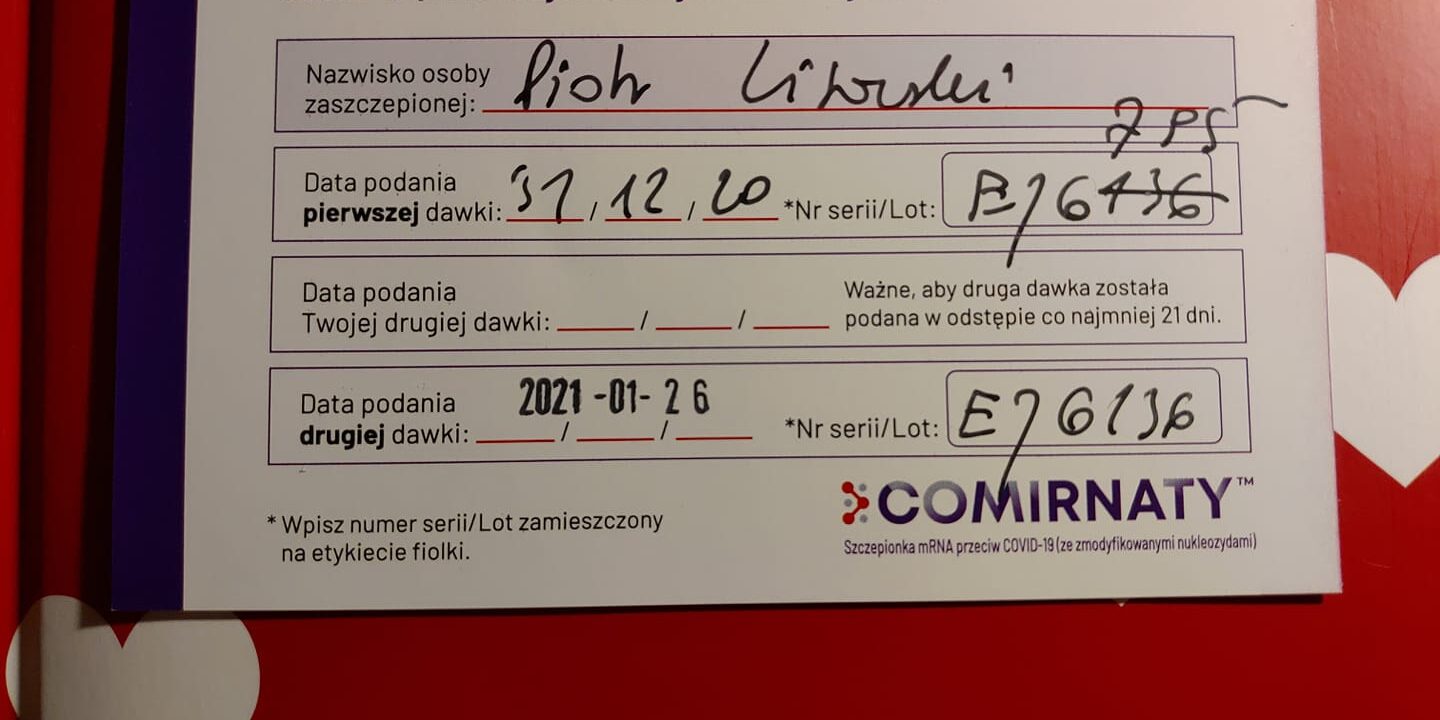 Nazwisko osoby
zaszczepionej: Piotr
Data podania
pierwszej dawki: 31/12/20 *Nr serii/Lot:
Data podania
Twojej drugiej dawki: / /
Ważne, aby druga dawka została
podana w odstępie co najmniej 21 dni.
2021-01-26
Data podania
drugiej dawki: / / *Nr serii/Lot: EJ6136
* Wpisz numer serii/Lot zamieszczony
na etykiecie fiolki.
COMIRNATY™
Szczepionka mRNA przeciw COVID-19 (ze zmodyfikowanymi nukleozydami)